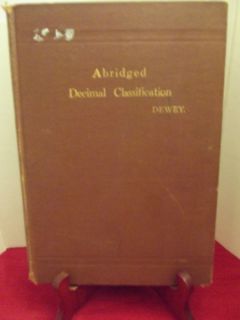 Abridged
Decimal Classification
DEWEY.